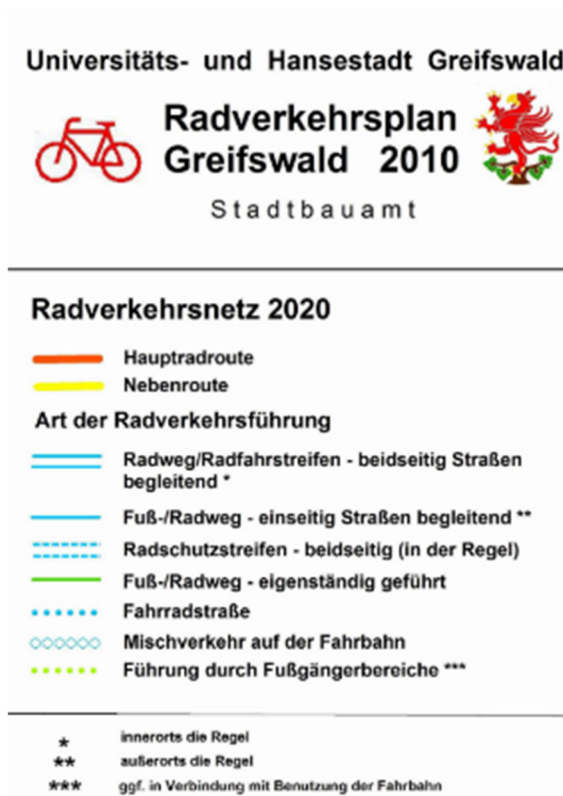 Universitäts- und Hansestadt Greifswald
Radverkehrsplan
Greifswald 2010
Stadtbauamt
Radverkehrsnetz 2020
Hauptradroute
Nebenroute
Art der Radverkehrsführung
Radweg/Radfahrstreifen - beidseitig Straßen
begleitend *
Fuß-/Radweg - einseitig Straßen begleitend **
Radschutzstreifen - beidseitig (in der Regel)
Fuß-/Radweg - eigenständig geführt
Fahrradstraße
Mischverkehr auf der Fahrbahn
Führung durch Fußgängerbereiche ***
* innerorts die Regel
** außerorts die Regel
*** ggf. in Verbindung mit Benutzung der Fahrbahn